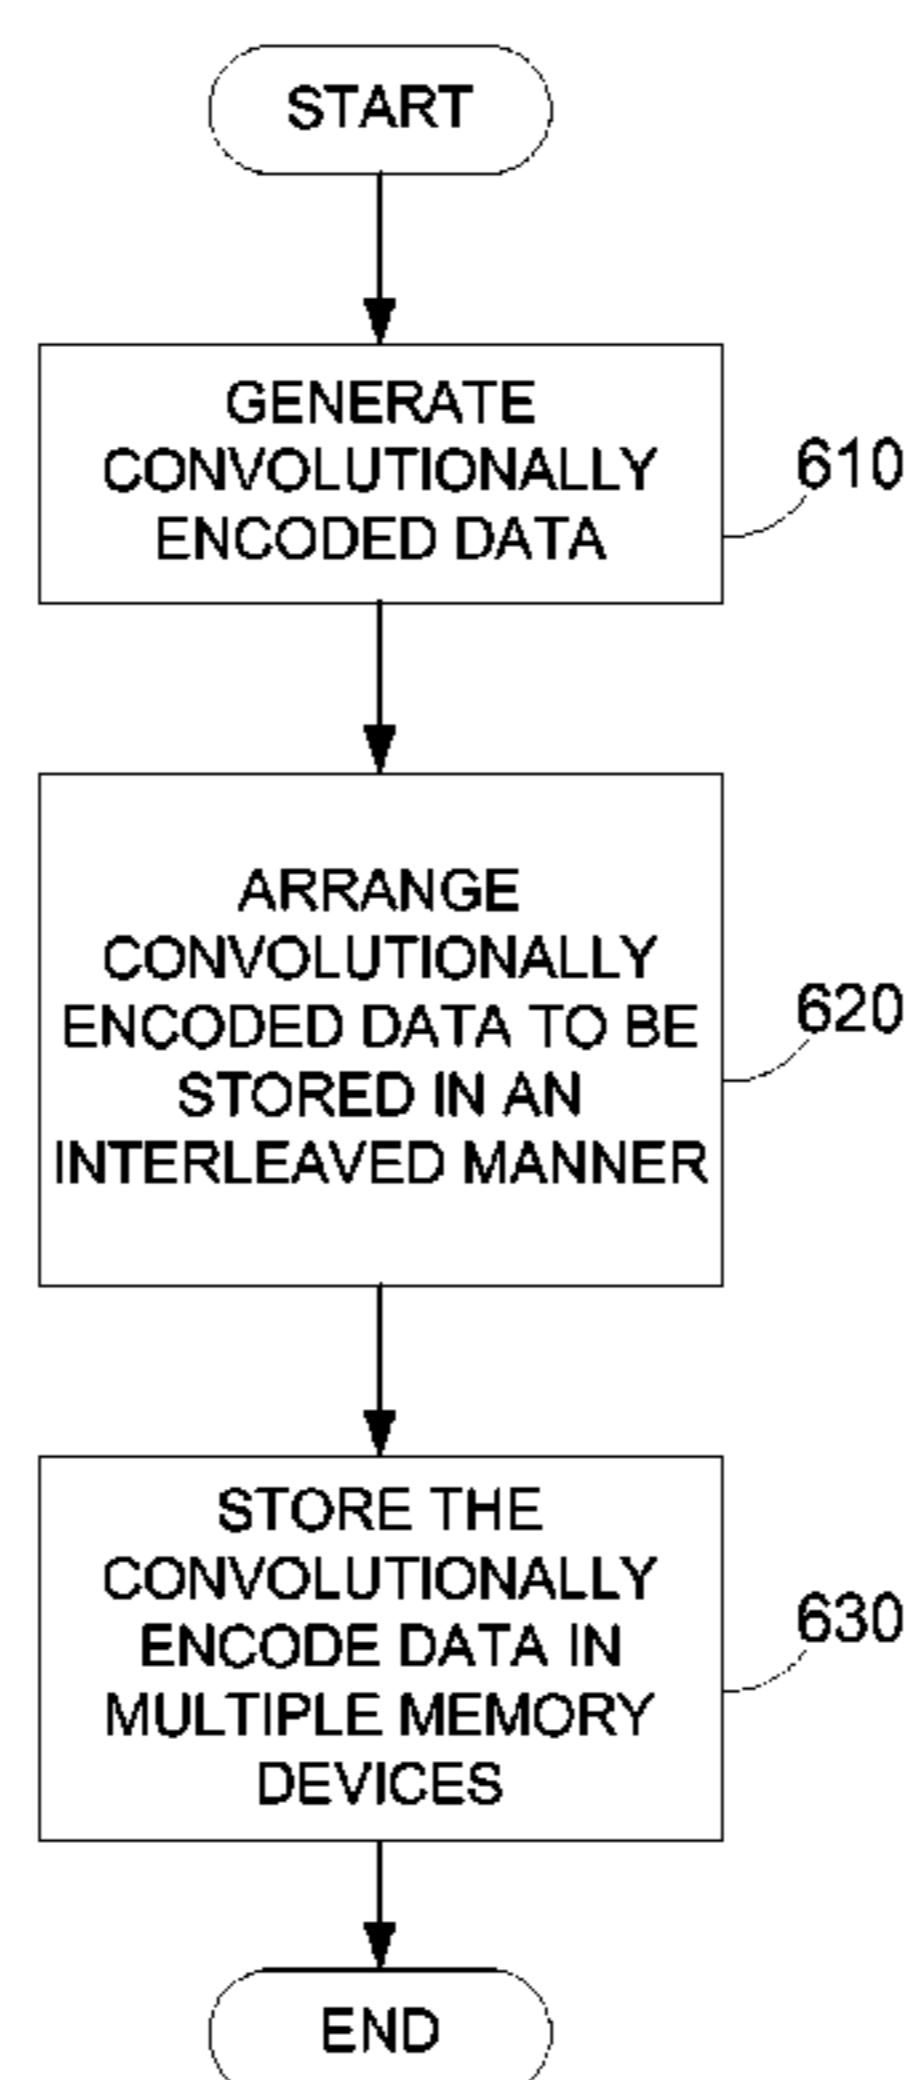 START
GENERATE
CONVOLUTIONALLY
ENCODED DATA
610
ARRANGE
CONVOLUTIONALLY
ENCODED DATA TO BE
STORED IN AN
INTERLEAVED MANNER
620
STORE THE
CONVOLUTIONALLY
ENCODE DATA IN
MULTIPLE MEMORY
DEVICES
630
END